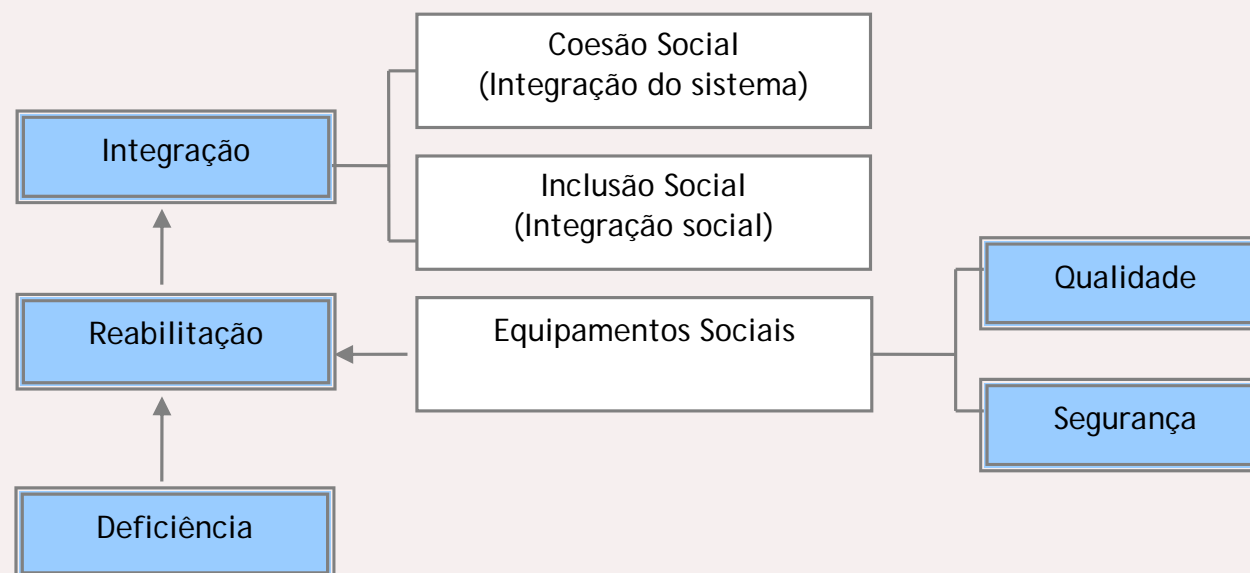 Coesão Social
(Integração do sistema)
Integração
Inclusão Social
(Integração social)
Qualidade
Reabilitação
Equipamentos Sociais
Segurança
Deficiência